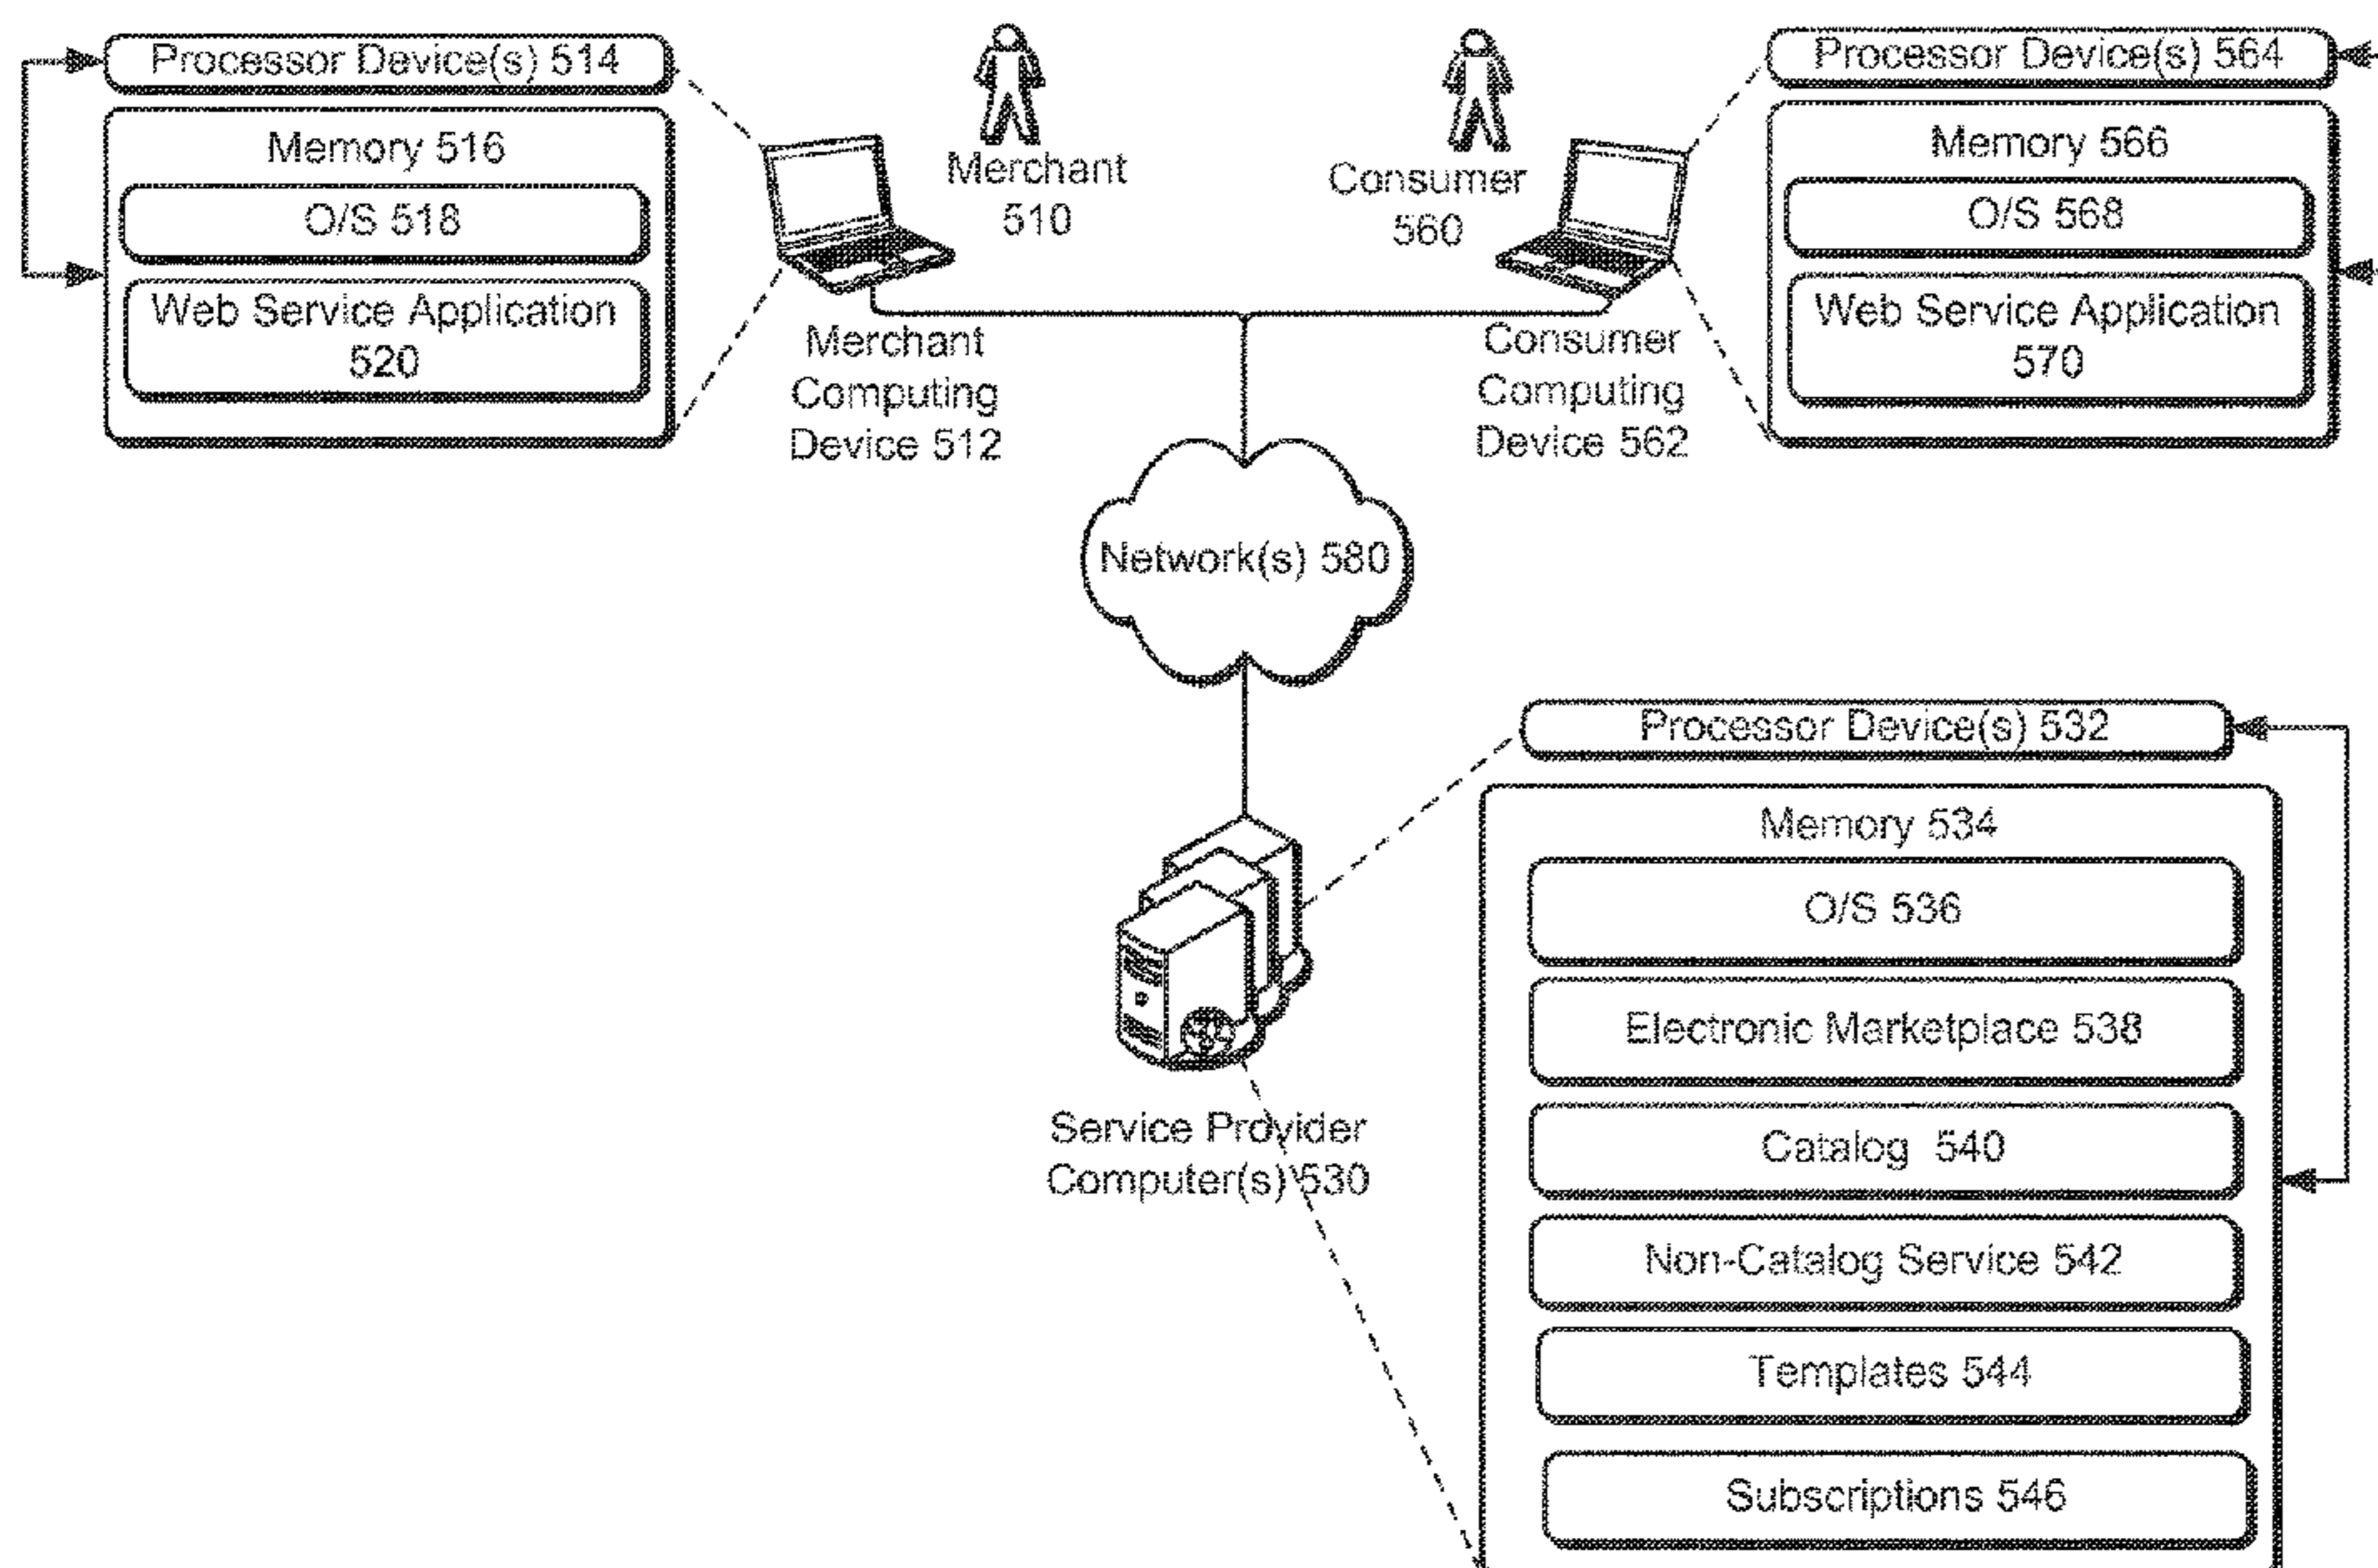 Processor Device(s) 514
Memory 516
O/S 518
Web Service Application
520
Merchant
510
Merchant
Computing
Device 512
Consumer
560
Consumer
Computing
Device 562
Processor Device(s) 564
Memory 566
O/S 568
Web Service Application
570
Network(s) 580
Service Provider
Computer(s) 530
Processor Device(s) 532
Memory 534
O/S 536
Electronic Marketplace 538
Catalog 540
Non-Catalog Service 542
Templates 544
Subscriptions 546